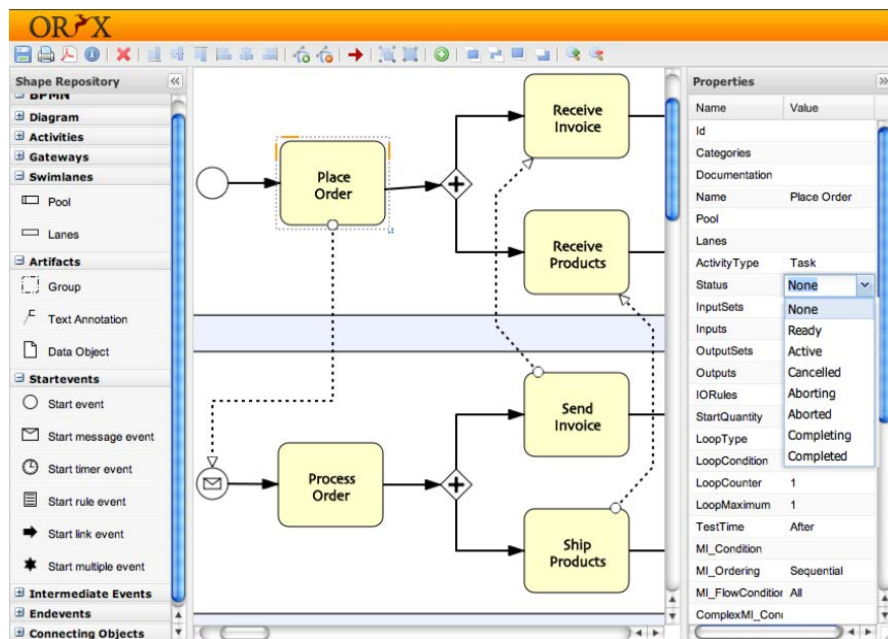 ORYX
Shape Repository
BPMN
Diagram
Activities
Gateways
Swimlanes
Pool
Lanes
Artifacts
Group
Text Annotation
Data Object
Startevents
Start event
Start message event
Start timer event
Start rule event
Start link event
Start multiple event
Intermediate Events
Endevents
Connecting Objects
Place
Order
Receive
Invoice
Receive
Products
Process
Order
Send
Invoice
Ship
Products
Properties
Name Value
Id
Categories
Documentation
Name Place Order
Pool
Lanes
ActivityType Task
Status None
InputSets
Inputs
OutputSets
Outputs
IORules
StartQuantity
LoopType
LoopCondition
None
Ready
Active
Cancelled
Aborting
Aborted
Completing
Completed
LoopCounter 1
LoopMaximum 1
TestTime After
MI_Condition
MI_Ordering Sequential
MI_FlowCondition All
ComplexMI_Con